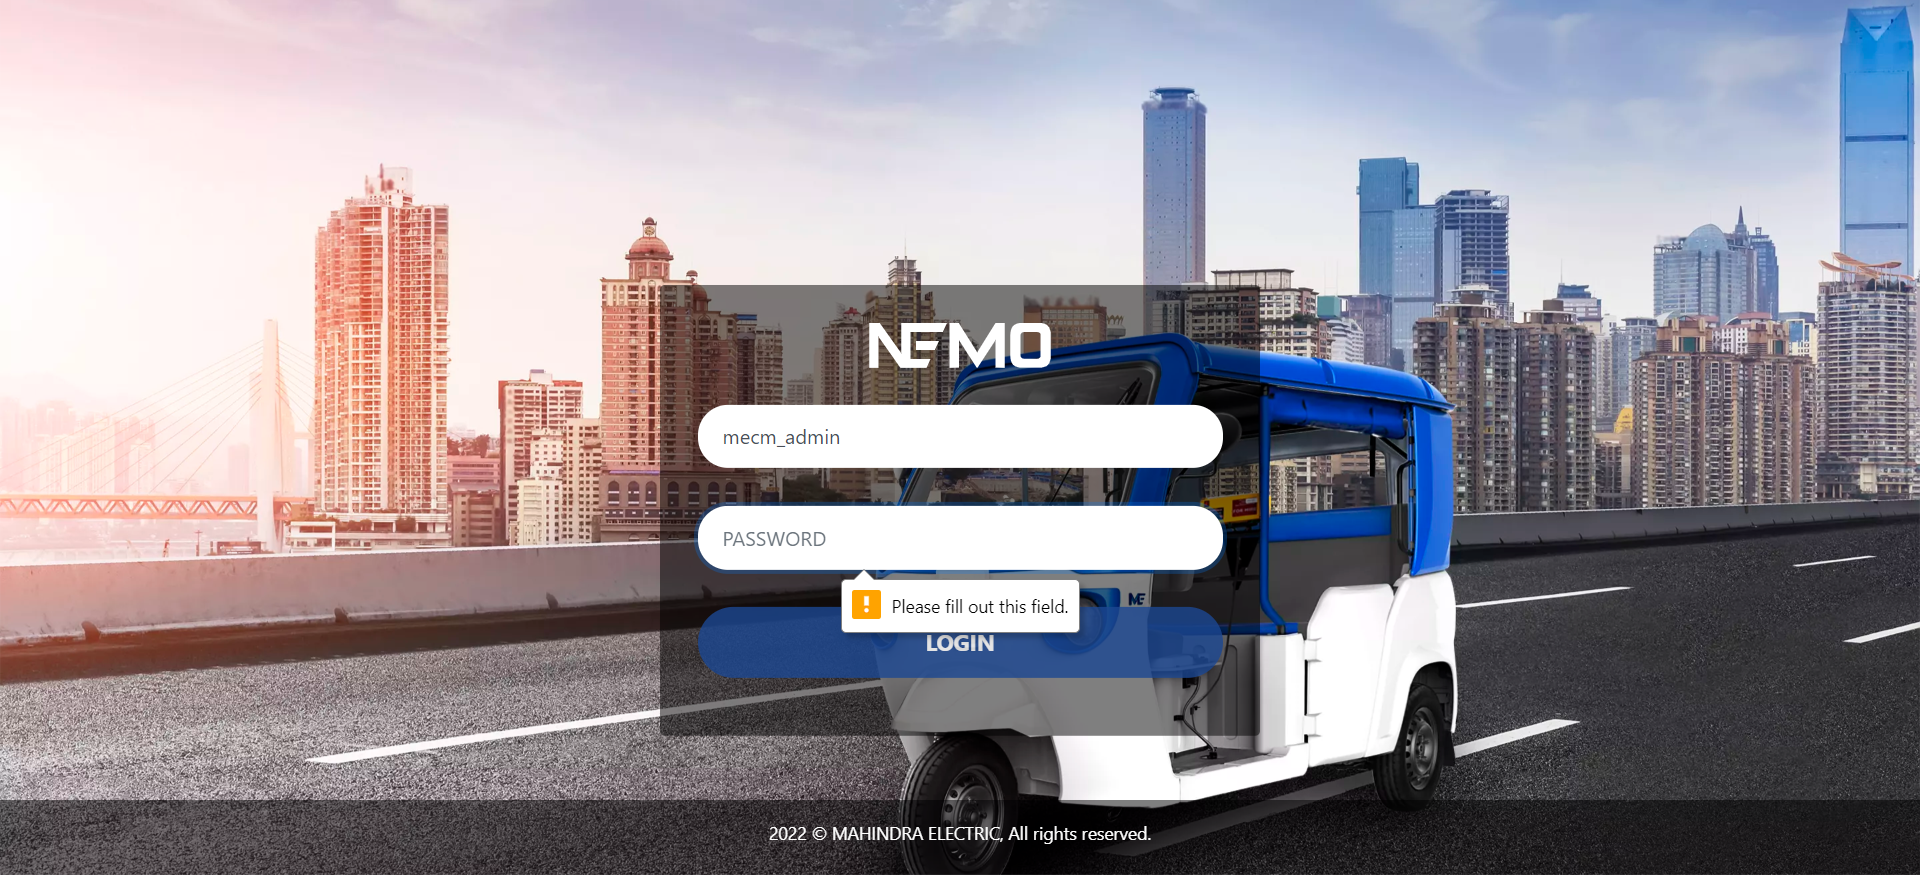 NEMO
mecm_admin
PASSWORD
Please fill out this field.
LOGIN
2022 © MAHINDRA ELECTRIC, All rights reserved.